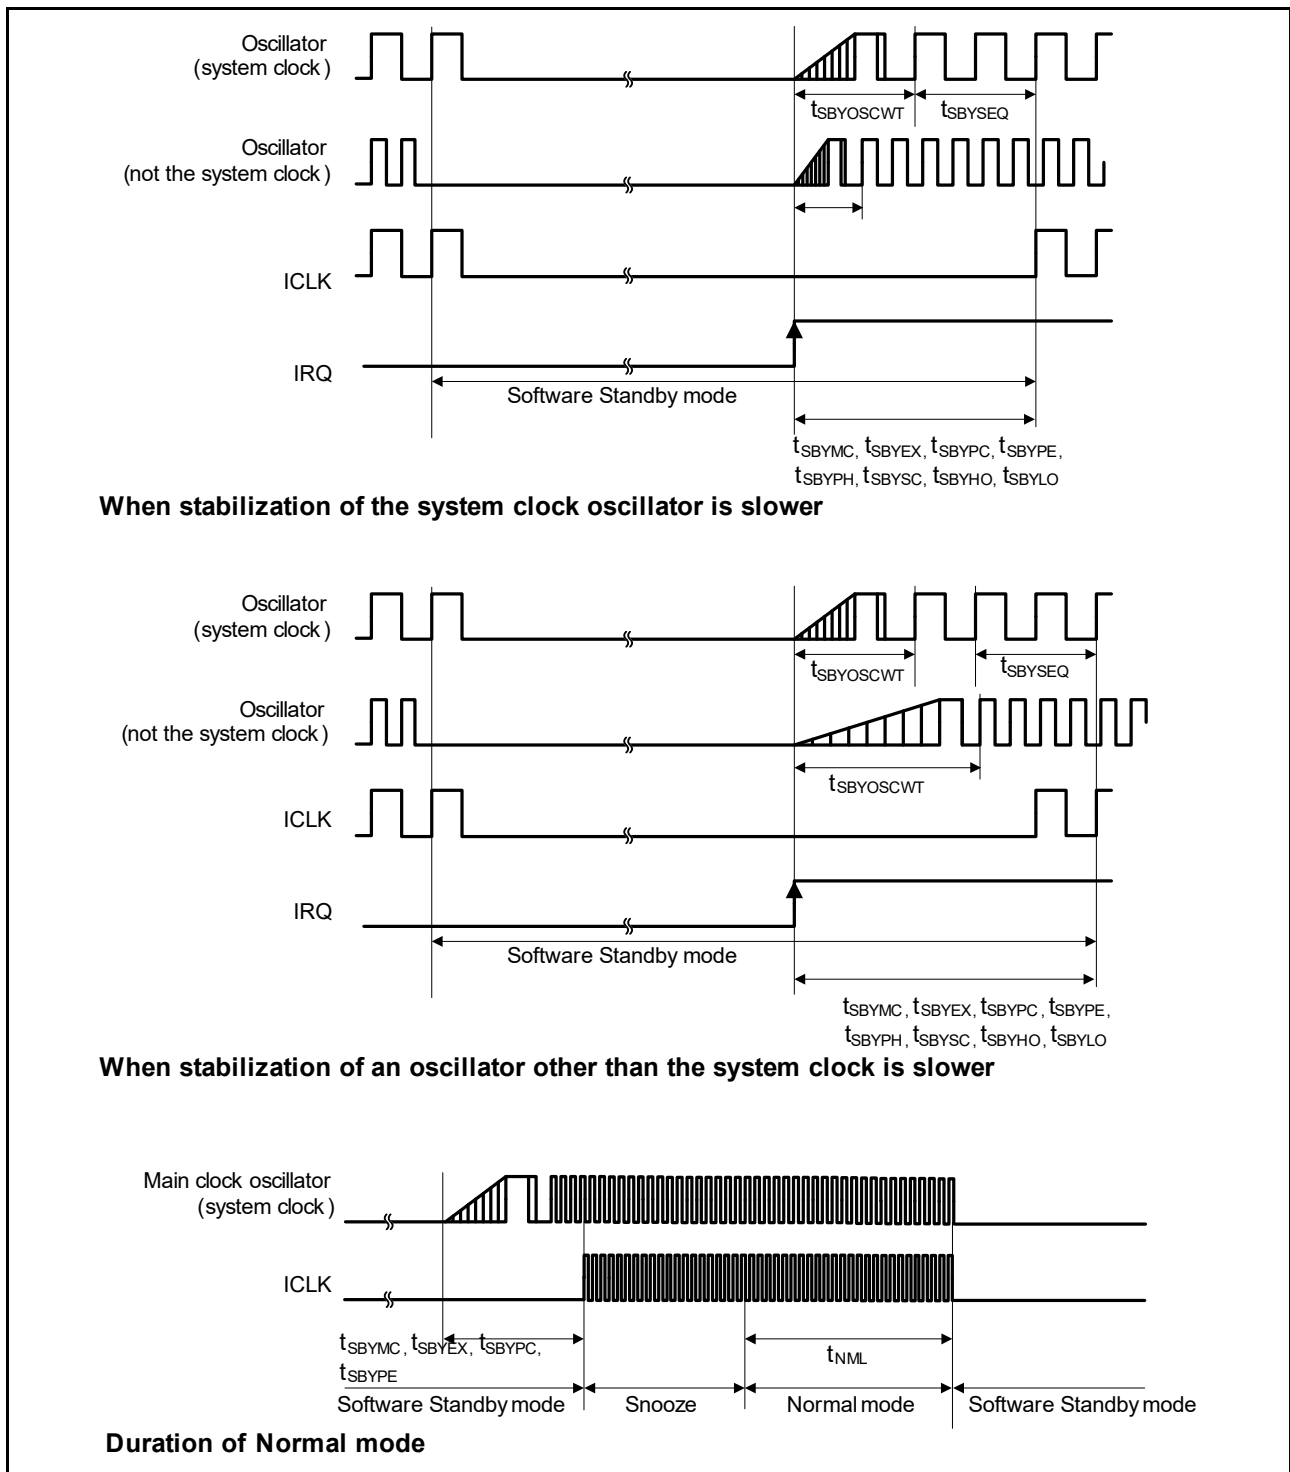 Oscillator
(system clock)
tSBYOSCWT tSBYSEQ
Oscillator
(not the system clock)
ICLK
IRQ
Software Standby mode
tSBYMC, tSBYEX, tSBYPC, tSBYPE,
tSBYPH, tSBYSC, tSBYHO, tSBYLO
When stabilization of the system clock oscillator is slower
Oscillator
(system clock)
tSBYOSCWT tSBYSEQ
Oscillator
(not the system clock)
tSBYOSCWT
ICLK
IRQ
Software Standby mode
tSBYMC, tSBYEX, tSBYPC, tSBYPE,
tSBYPH, tSBYSC, tSBYHO, tSBYLO
When stabilization of an oscillator other than the system clock is slower
Main clock oscillator
(system clock)
ICLK
tSBYMC, tSBYEX, tSBYPC,
tSBYPE
tNML
Software Standby mode Snooze Normal mode Software Standby mode
Duration of Normal mode